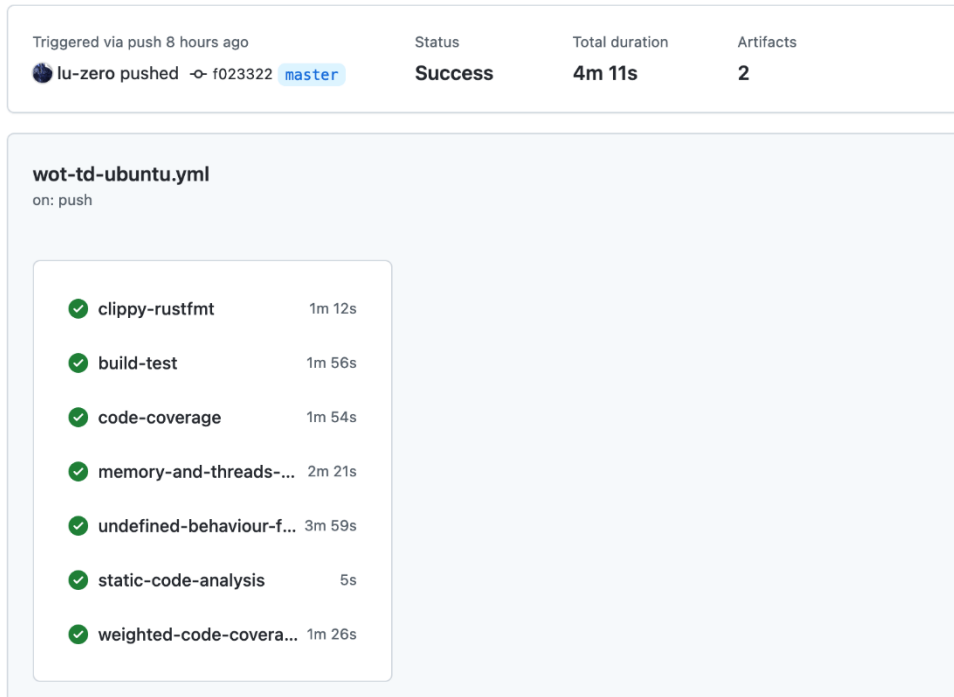 Triggered via push 8 hours ago
lu-zero pushed f023322 master
Status
Success
Total duration
4m 11s
Artifacts
2
wot-td-ubuntu.yml
on: push
clippy-rustfmt 1m 12s
build-test 1m 56s
code-coverage 1m 54s
memory-and-threads-... 2m 21s
undefined-behaviour-f... 3m 59s
static-code-analysis 5s
weighted-code-covera... 1m 26s